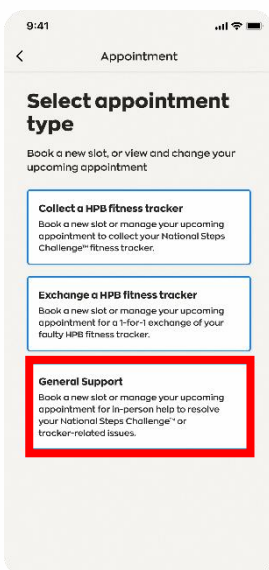 9:41
Appointment
Select appointment
type
Book a new slot, or view and change your
upcoming appointment
Collect a HPB fitness tracker
Book a new slot or manage your upcoming
appointment to collect your National Steps
Challenge™ fitness tracker.
Exchange a HPB fitness tracker
Book a new slot or manage your upcoming
appointment for a 1-for-1 exchange of your
faulty HPB fitness tracker.
General Support
Book a new slot or manage your upcoming
appointment for in-person help to resolve
your National Steps Challenge™ or
tracker-related issues.